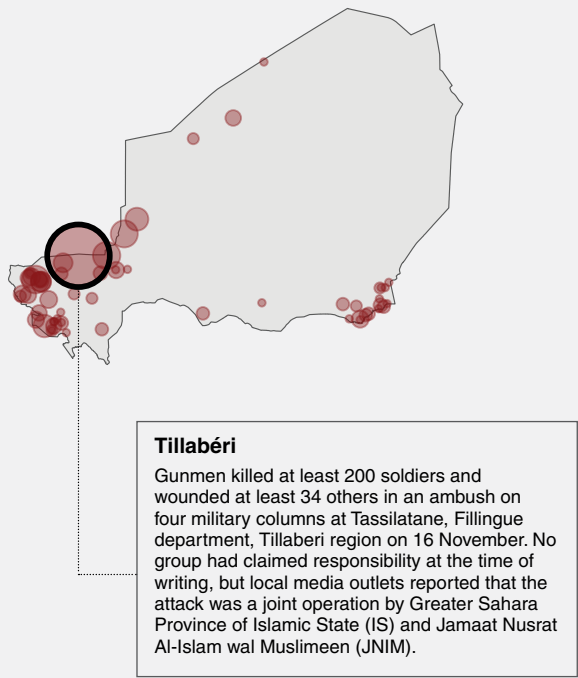 Tillabéri
Gunmen killed at least 200 soldiers and
wounded at least 34 others in an ambush on
four military columns at Tassilatane, Fillingue
department, Tillaberi region on 16 November. No
group had claimed responsibility at the time of
writing, but local media outlets reported that the
attack was a joint operation by Greater Sahara
Province of Islamic State (IS) and Jamaat Nusrat
Al-Islam wal Muslimeen (JNIM).